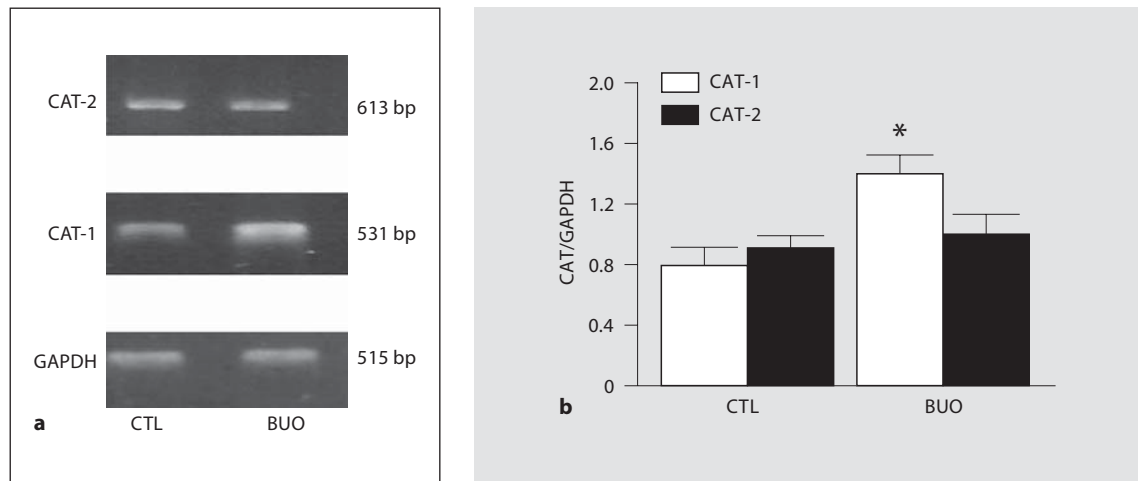 CAT-2
613 bp
CAT-1
531 bp
GAPDH
515 bp
a
CTL
BUO
CAT-1
CAT-2
*
2.0
1.6
1.2
0.8
0.4
0
CAT/GAPDH
b
CTL
BUO